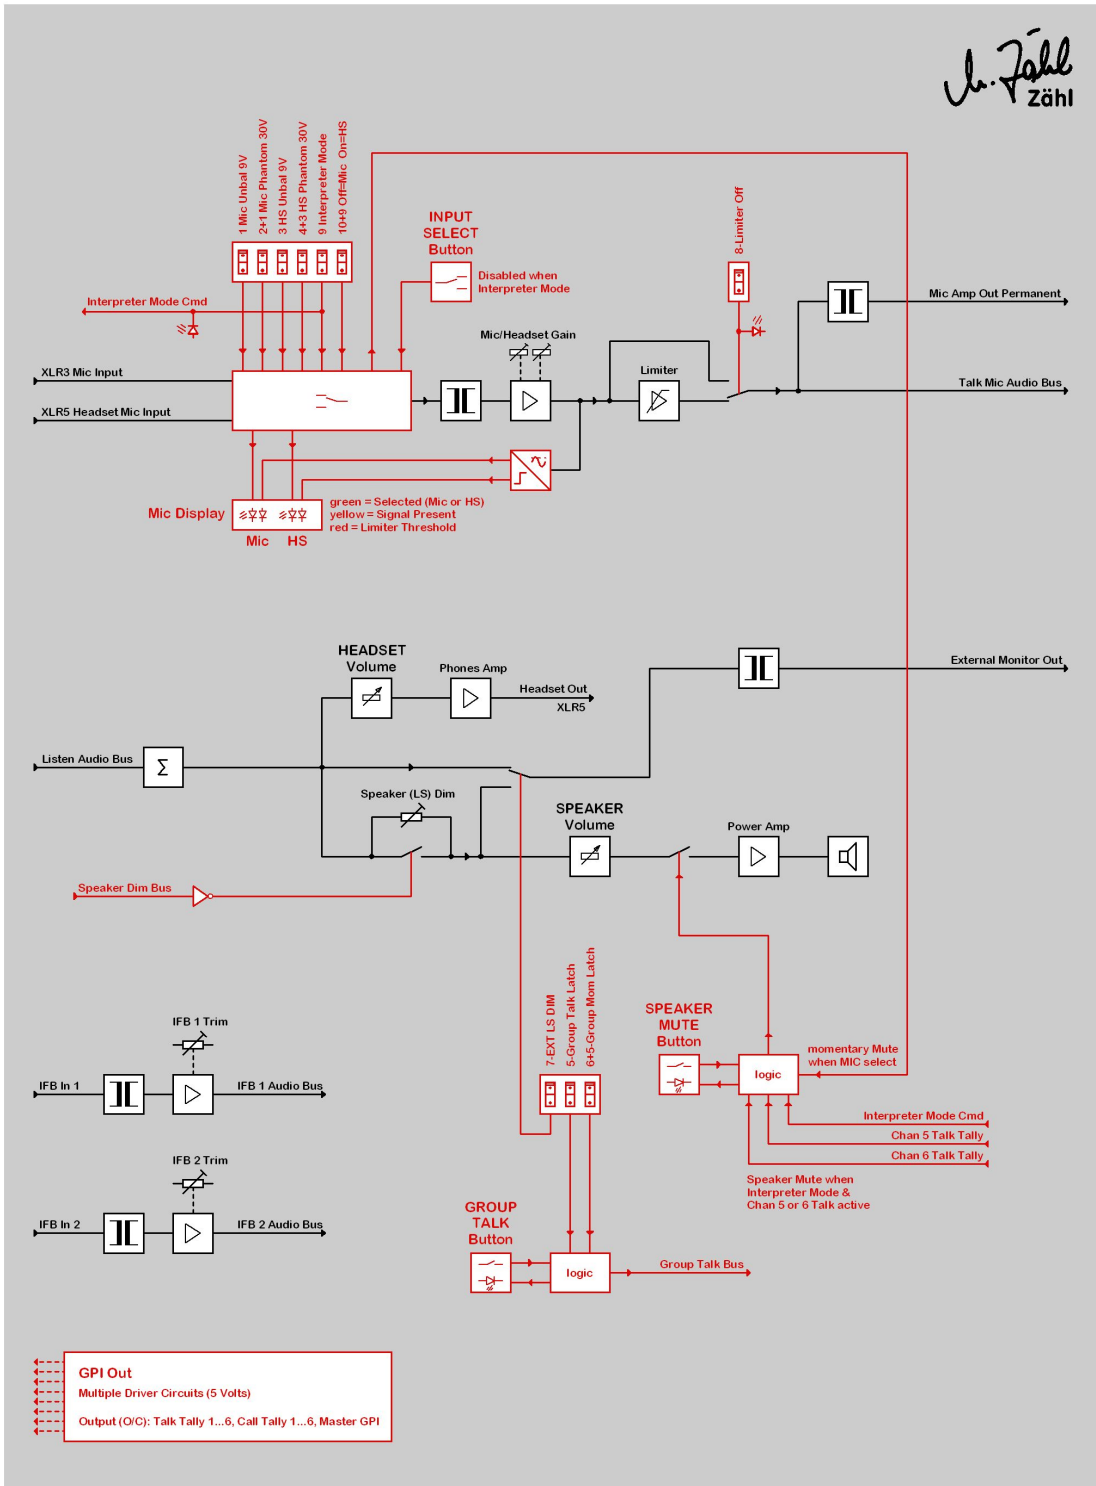 M. Zähl
Zähl
1 Mic Unbal 9V
2+1 Mic Phantom 30V
3 HS Unbal 9V
4+3 HS Phantom 30V
9 Interpreter Mode
10+9 Off=Mic On=HS
INPUT
SELECT
Button
Disabled when
Interpreter Mode
8-Limiter Off
Interpreter Mode Cmd
Mic Amp Out Permanent
Mic/Headset Gain
XLR3 Mic Input
Limiter
Talk Mic Audio Bus
XLR5 Headset Mic Input
Mic Display
green = Selected (Mic or HS)
yellow = Signal Present
red = Limiter Threshold
Mic
HS
HEADSET
Volume
Phones Amp
External Monitor Out
Headset Out
XLR5
Listen Audio Bus
Σ
Speaker (LS) Dim
SPEAKER
Volume
Power Amp
Speaker Dim Bus
7-EXT LS DIM
5-Group Talk Latch
6+5-Group Mom Latch
SPEAKER
MUTE
Button
logic
momentary Mute
when MIC select
IFB 1 Trim
IFB In 1
IFB 1 Audio Bus
Interpreter Mode Cmd
Chan 5 Talk Tally
Chan 6 Talk Tally
Speaker Mute when
Interpreter Mode &
Chan 5 or 6 Talk active
IFB 2 Trim
IFB In 2
IFB 2 Audio Bus
GROUP
TALK
Button
logic
Group Talk Bus
GPI Out
Multiple Driver Circuits (5 Volts)
Output (O/C): Talk Tally 1...6, Call Tally 1...6, Master GPI